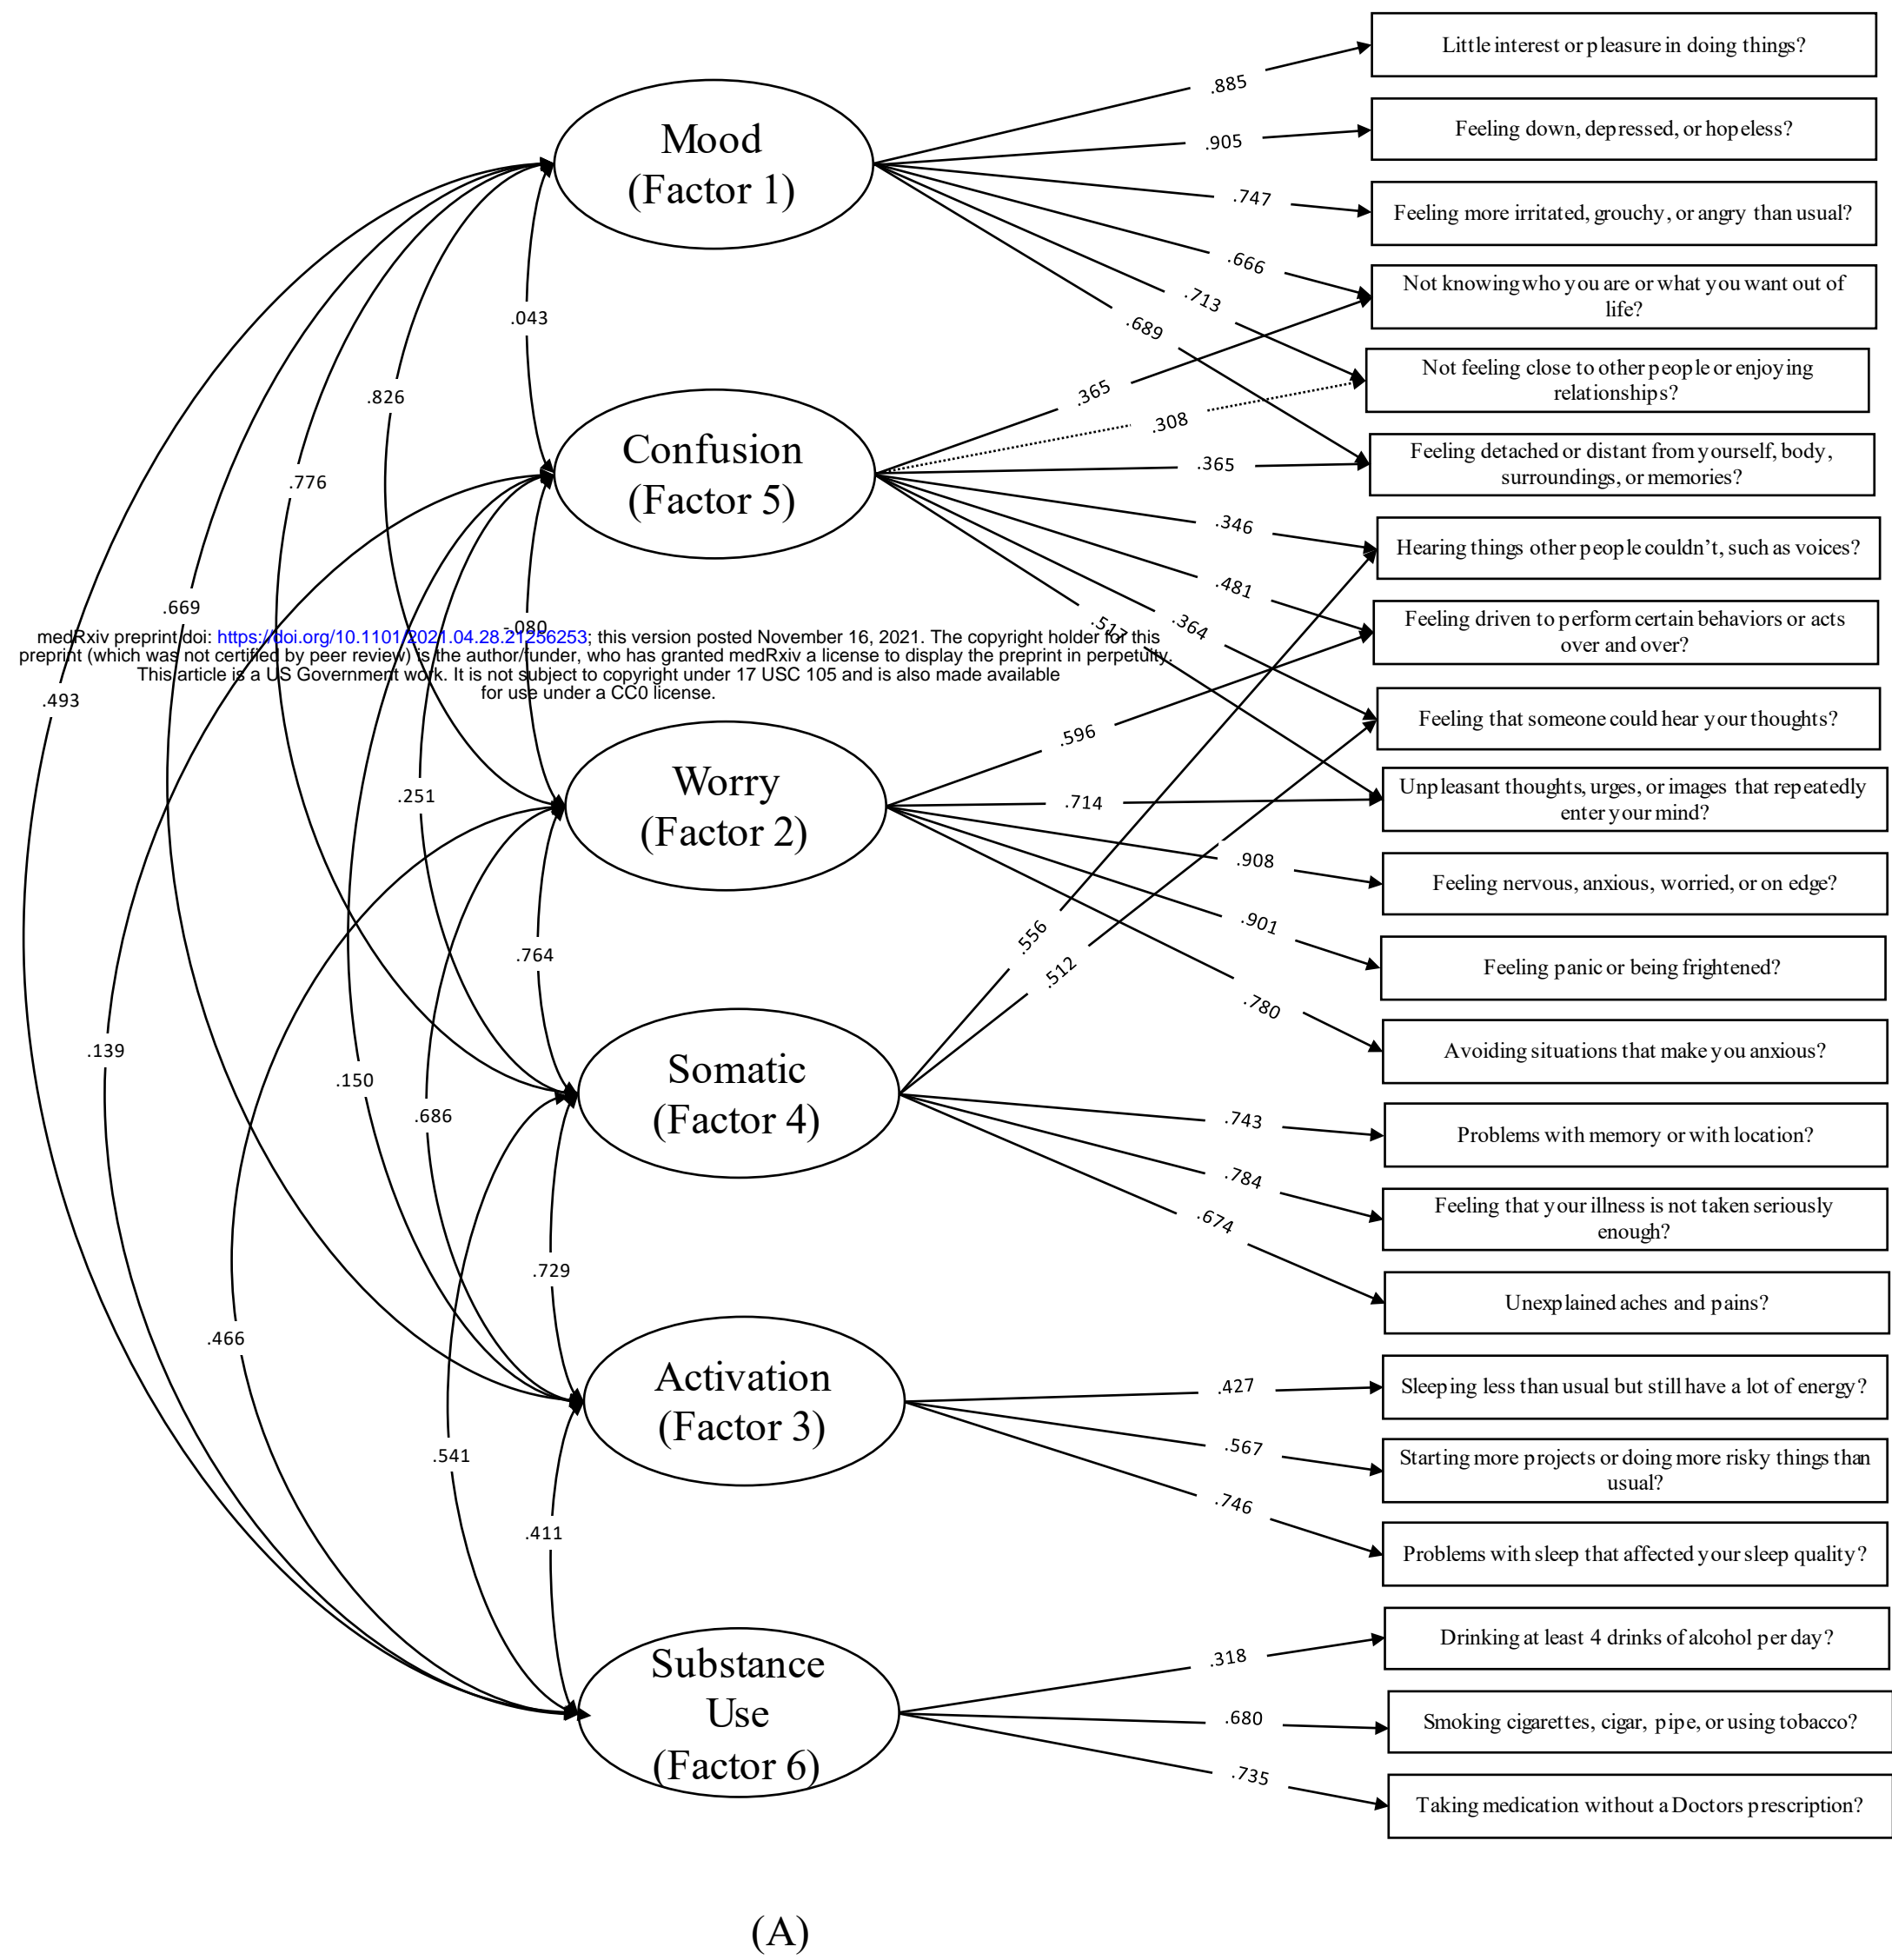 Little interest or pleasure in doing things?
.885
Mood
(Factor 1)
Feeling down, depressed, or hopeless?
.905
.747
Feeling more irritated, grouchy, or angry than usual?
.666
Not knowing who you are or what you want out of
life?
.713
.689
.043
.826
Not feeling close to other people or enjoying
relationships?
.365
.308
Confusion
(Factor 5)
Feeling detached or distant from yourself, body,
surroundings, or memories?
.365
.776
.346
Hearing things other people couldn't, such as voices?
.481
.669
.517
.364
Feeling driven to perform certain behaviors or acts
over and over?
-.080
medRxiv preprint doi: https://doi.org/10.1101/2021.04.28.21256253; this version posted November 16, 2021. The copyright holder for this
preprint (which was not certified by peer review) is the author/funder, who has granted medRxiv a license to display the preprint in perpetuity.
This article is a US Government work. It is not subject to copyright under 17 USC 105 and is also made available
for use under a CC0 license.
.493
Feeling that someone could hear your thoughts?
.596
Worry
(Factor 2)
.251
.714
Unpleasant thoughts, urges, or images that repeatedly
enter your mind?
.908
Feeling nervous, anxious, worried, or on edge?
.901
.764
.556
.512
Feeling panic or being frightened?
.780
.139
.150
Somatic
(Factor 4)
Avoiding situations that make you anxious?
.686
.743
Problems with memory or with location?
.784
Feeling that your illness is not taken seriously
enough?
.674
.729
Unexplained aches and pains?
.466
Activation
(Factor 3)
.427
Sleeping less than usual but still have a lot of energy?
.567
Starting more projects or doing more risky things than
usual?
.541
.746
.411
Problems with sleep that affected your sleep quality?
Substance
Use
(Factor 6)
.318
Drinking at least 4 drinks of alcohol per day?
.680
Smoking cigarettes, cigar, pipe, or using tobacco?
.735
Taking medication without a Doctors prescription?
(A)